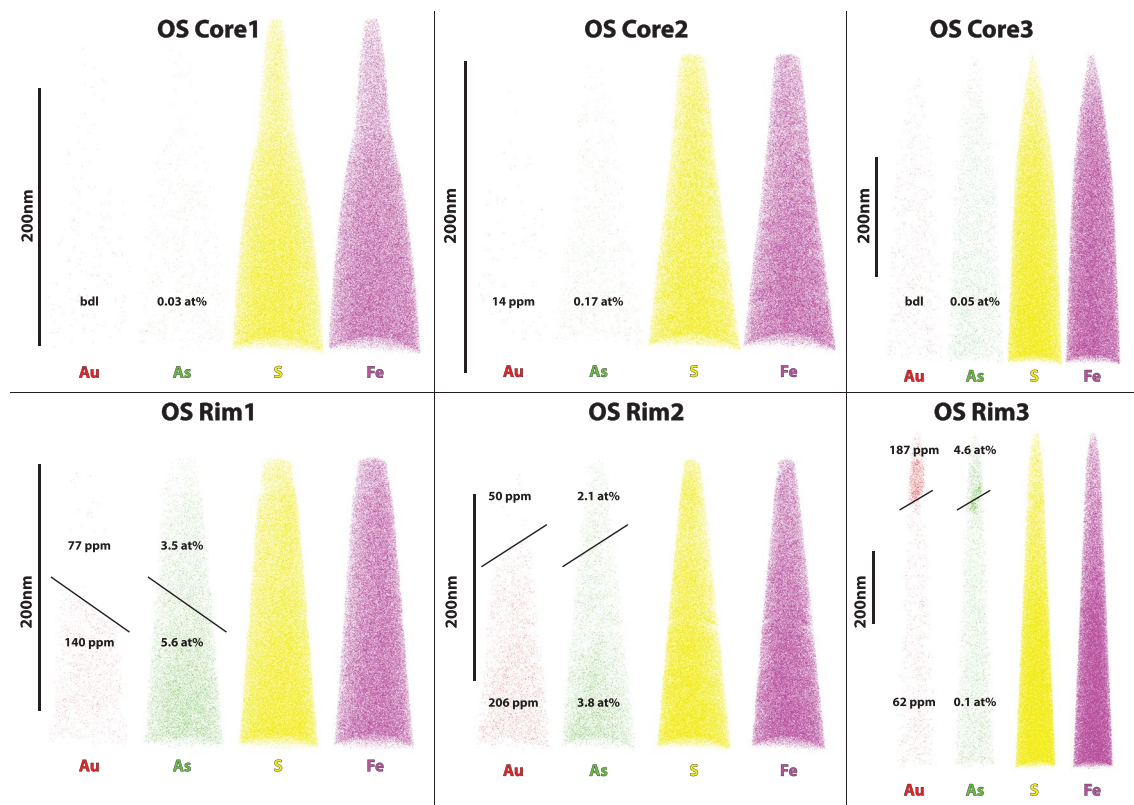 OS Core1
200nm
bdl
0.03 at%
Au
As
S
Fe
OS Core2
200nm
14 ppm
0.17 at%
Au
As
S
Fe
OS Core3
200nm
bdl
0.05 at%
Au
As
S
Fe
OS Rim1
200nm
77 ppm
3.5 at%
140 ppm
5.6 at%
Au
As
S
Fe
OS Rim2
200nm
50 ppm
2.1 at%
206 ppm
3.8 at%
Au
As
S
Fe
OS Rim3
187 ppm
4.6 at%
200nm
62 ppm
0.1 at%
Au
As
S
Fe